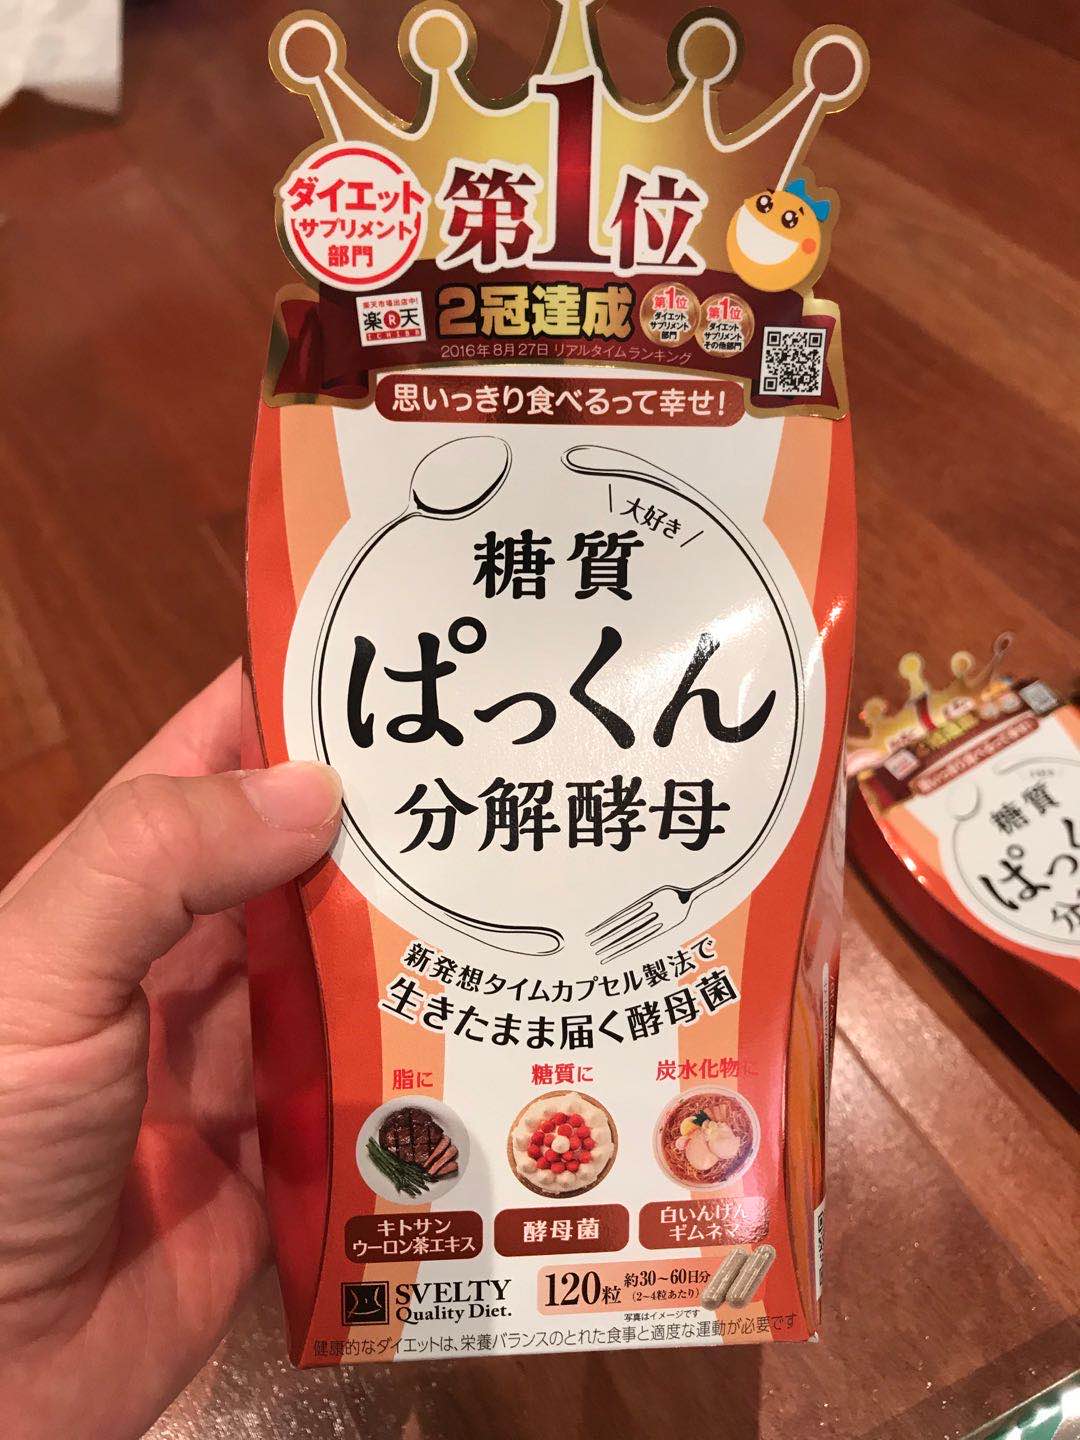 第1位
ダイエット
サプリメント
部門
楽天市場出店中!
楽天
ICHIBA
2冠達成
第1位
ダイエット
サプリメント
部門
第1位
ダイエット
サプリメント
その他部門
2016年8月27日 リアルタイムランキング
思いっきり食べるって幸せ!
大好き
糖質
ぱっくん
分解酵母
新発想タイムカプセル製法で
生きたまま届く酵母菌
脂に
糖質に
炭水化物に
キトサン
ウーロン茶エキス
酵母菌
白いんげん
ギムネマ
SVELTY
Quality Diet.
120粒
約30~60日分
(2~4粒あたり)
写真はイメージです
健康的なダイエットは、栄養バランスのとれた食事と適度な運動が必要です
糖質